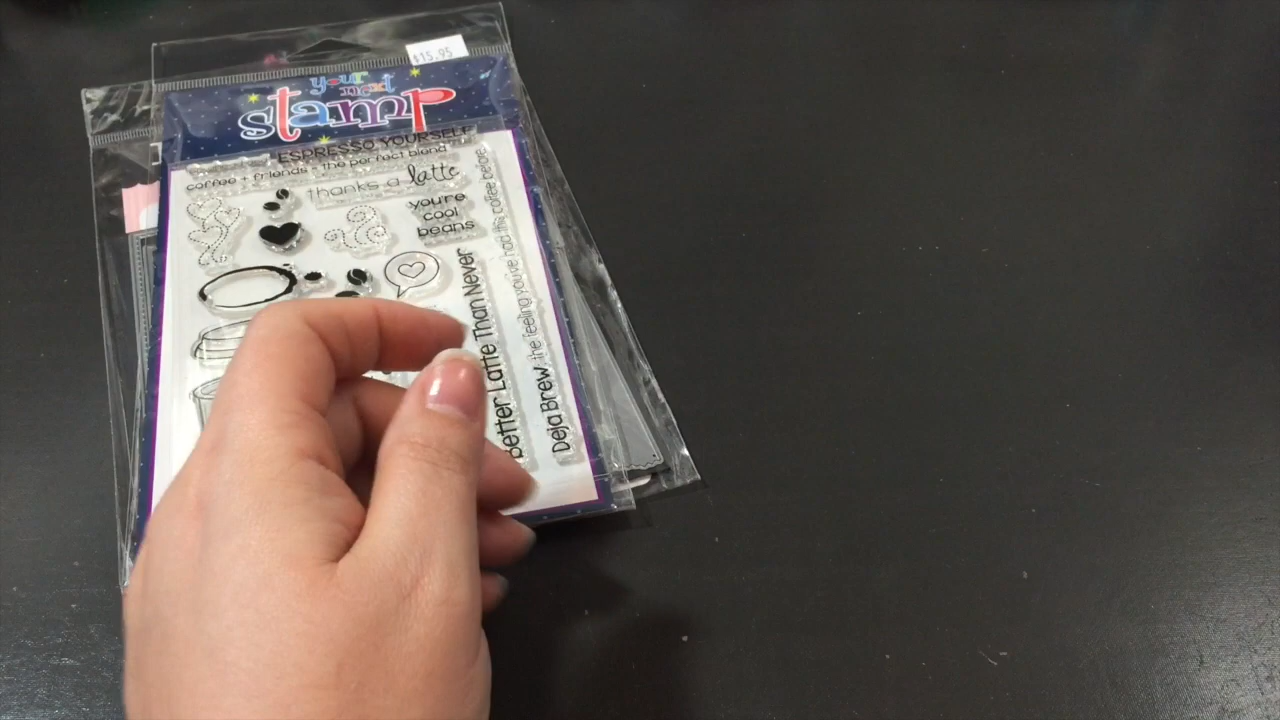 $15.95
your next
stamp
ESPRESSO YOURSELF
coffee + friends = the perfect blend
thanks a latte
you're
cool
beans
Better Latte Than Never
Deja Brew the feeling you've had this coffee before